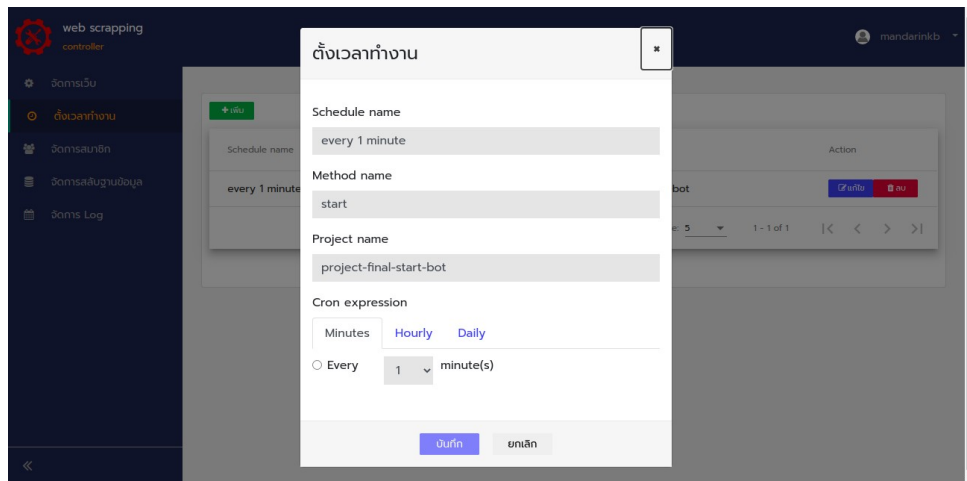 web scrapping
controller
mandarinkb
จัดการเว็บ
ตั้งเวลาทำงาน
จัดการสมาชิก
จัดการสลับฐานข้อมูล
จัดการ Log
เพิ่ม
Schedule name
Action
every 1 minute
bot
แก้ไข
ลบ
e: 5
1 - 1 of 1
ตั้งเวลาทำงาน
Schedule name
every 1 minute
Method name
start
Project name
project-final-start-bot
Cron expression
Minutes Hourly Daily
Every 1 minute(s)
บันทึก ยกเลิก